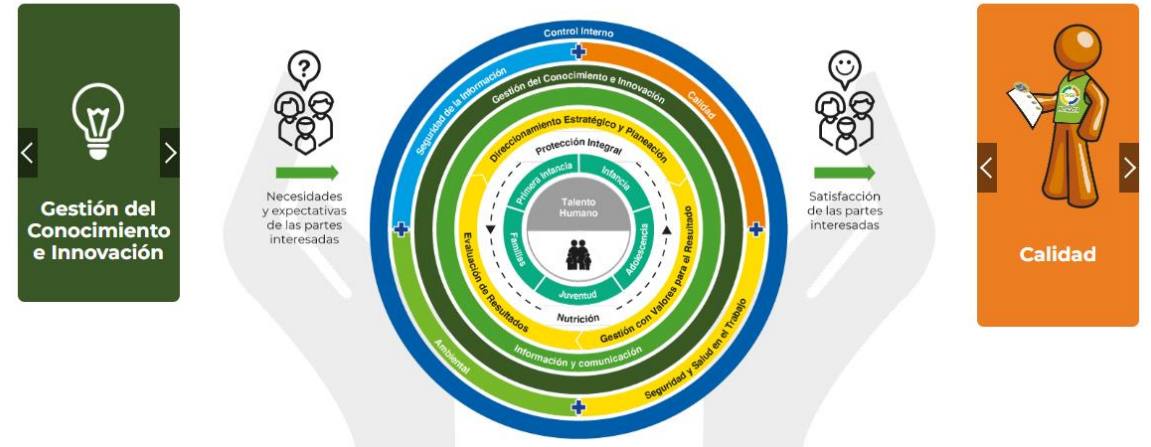 Gestión del
Conocimiento
e Innovación
?
Necesidades
y expectativas
de las partes
interesadas
Control Interno
Seguridad de la Información
Calidad
Gestión del Conocimiento e Innovación
Direccionamiento Estratégico y Planeación
Protección Integral
Primera Infancia
Infancia
Talento
Humano
Familias
Adolescencia
Juventud
Nutrición
Evaluación de Resultados
Gestión con Valores para el Resultado
Información y comunicación
Ambiental
Seguridad y Salud en el Trabajo
Satisfacción
de las partes
interesadas
Calidad